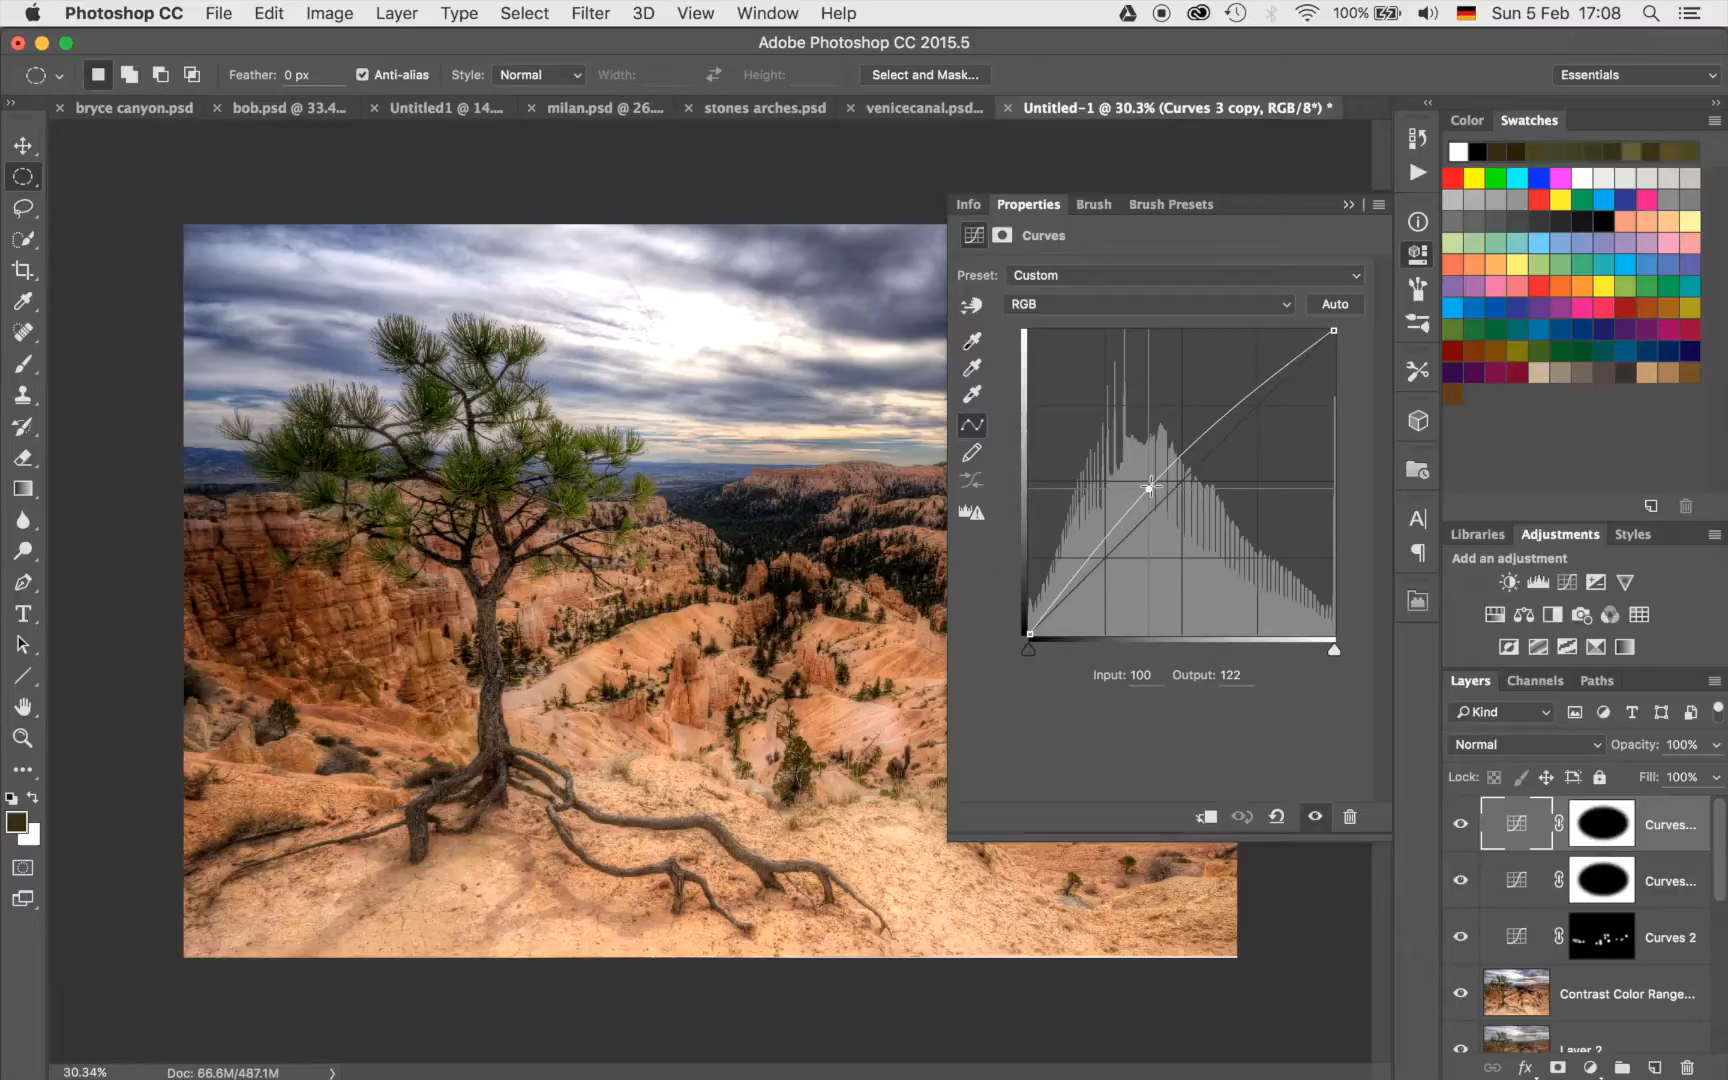 Photoshop CC File Edit Image Layer Type Select Filter 3D View Window Help 100% Sun 5 Feb 17:08
Adobe Photoshop CC 2015.5
Feather: 0 px Anti-alias Style: Normal Width: Height: Select and Mask... Essentials
bryce canyon.psd bob.psd @ 33.4... Untitled1 @ 14.... milan.psd @ 26.... stones arches.psd venicecanal.psd... Untitled-1 @ 30.3% (Curves 3 copy, RGB/8*) *
Color Swatches
Info Properties Brush Brush Presets
Curves
Preset: Custom
RGB Auto
Input: 100 Output: 122
Libraries Adjustments Styles
Add an adjustment
Layers Channels Paths
Kind
Normal Opacity: 100%
Lock: Fill: 100%
Curves...
Curves...
Curves 2
Contrast Color Range...
Layer 2
30.34% Doc: 66.6M/487.1M